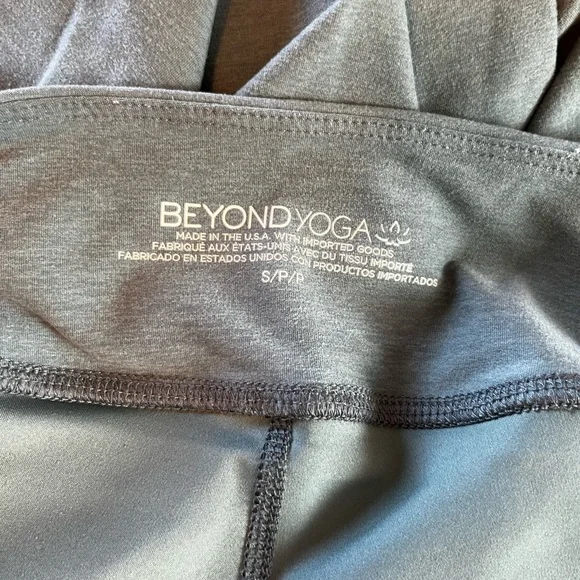 BEYOND YOGA
MADE IN THE U.S.A. WITH IMPORTED GOODS
FABRIQUÉ AUX ÉTATS-UNIS AVEC DU TISSU IMPORTÉ
FABRICADO EN ESTADOS UNIDOS CON PRODUCTOS IMPORTADOS
S/P/P